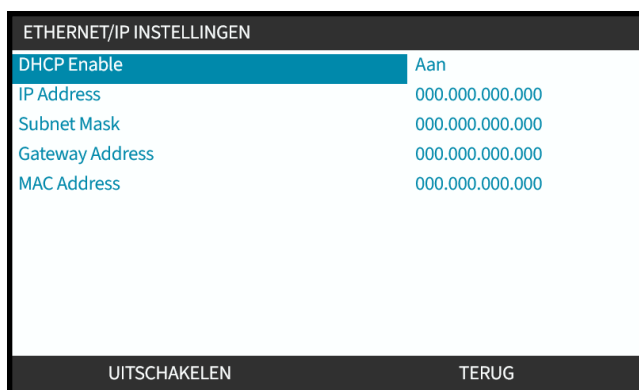 ETHERNET/IP INSTELLINGEN
DHCP Enable Aan
IP Address 000.000.000.000
Subnet Mask 000.000.000.000
Gateway Address 000.000.000.000
MAC Address 000.000.000.000
UITSCHAKELEN TERUG